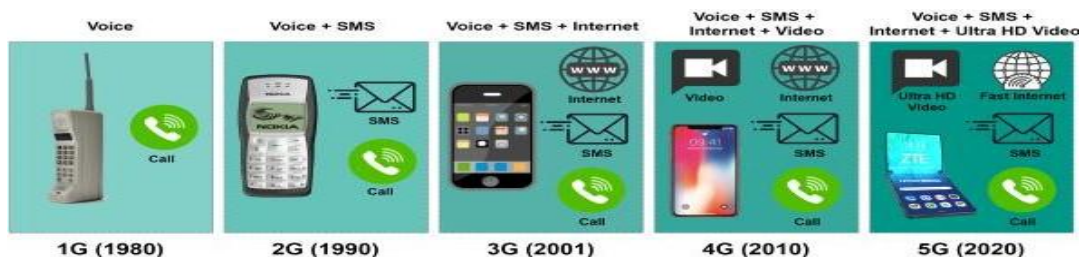 Voice
Call
1G (1980)
Voice + SMS
NOKIA
SMS
Call
2G (1990)
Voice + SMS + Internet
WWW
Internet
SMS
Call
3G (2001)
Voice + SMS +
Internet + Video
Video
WWW
Internet
09:41
SMS
Call
4G (2010)
Voice + SMS +
Internet + Ultra HD Video
Ultra HD
Video
Fast Internet
ZTE
SMS
Call
5G (2020)